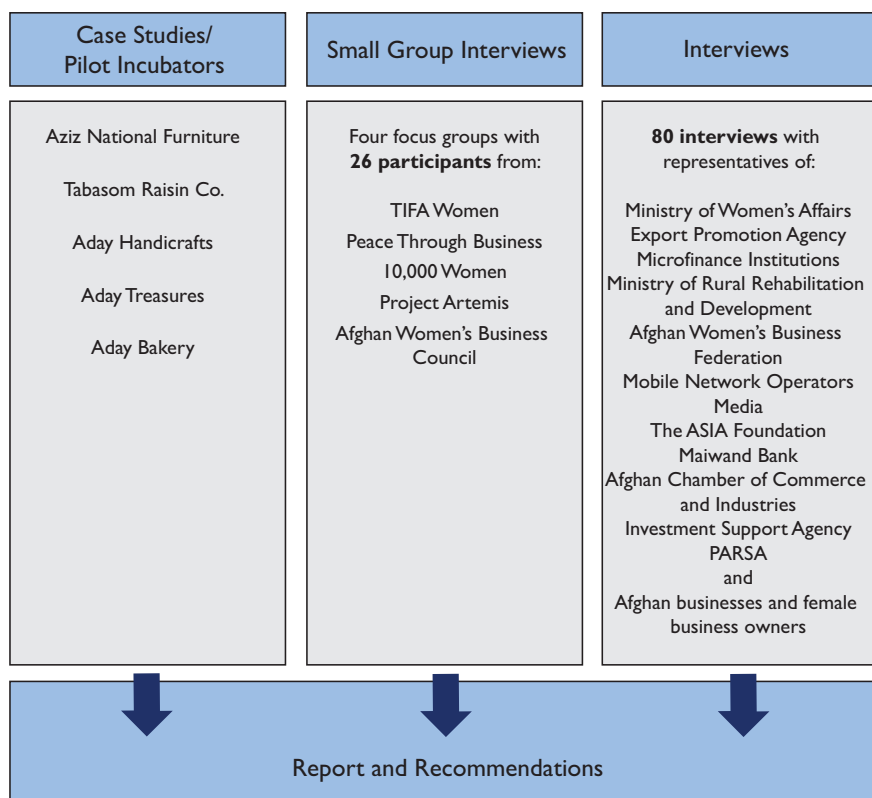 Case Studies/
Pilot Incubators
Aziz National Furniture
Tabasom Raisin Co.
Aday Handicrafts
Aday Treasures
Aday Bakery
Small Group Interviews
Four focus groups with
26 participants from:
TIFA Women
Peace Through Business
10,000 Women
Project Artemis
Afghan Women's Business
Council
Interviews
80 interviews with
representatives of:
Ministry of Women's Affairs
Export Promotion Agency
Microfinance Institutions
Ministry of Rural Rehabilitation
and Development
Afghan Women's Business
Federation
Mobile Network Operators
Media
The ASIA Foundation
Maiwand Bank
Afghan Chamber of Commerce
and Industries
Investment Support Agency
PARSA
and
Afghan businesses and female
business owners
Report and Recommendations